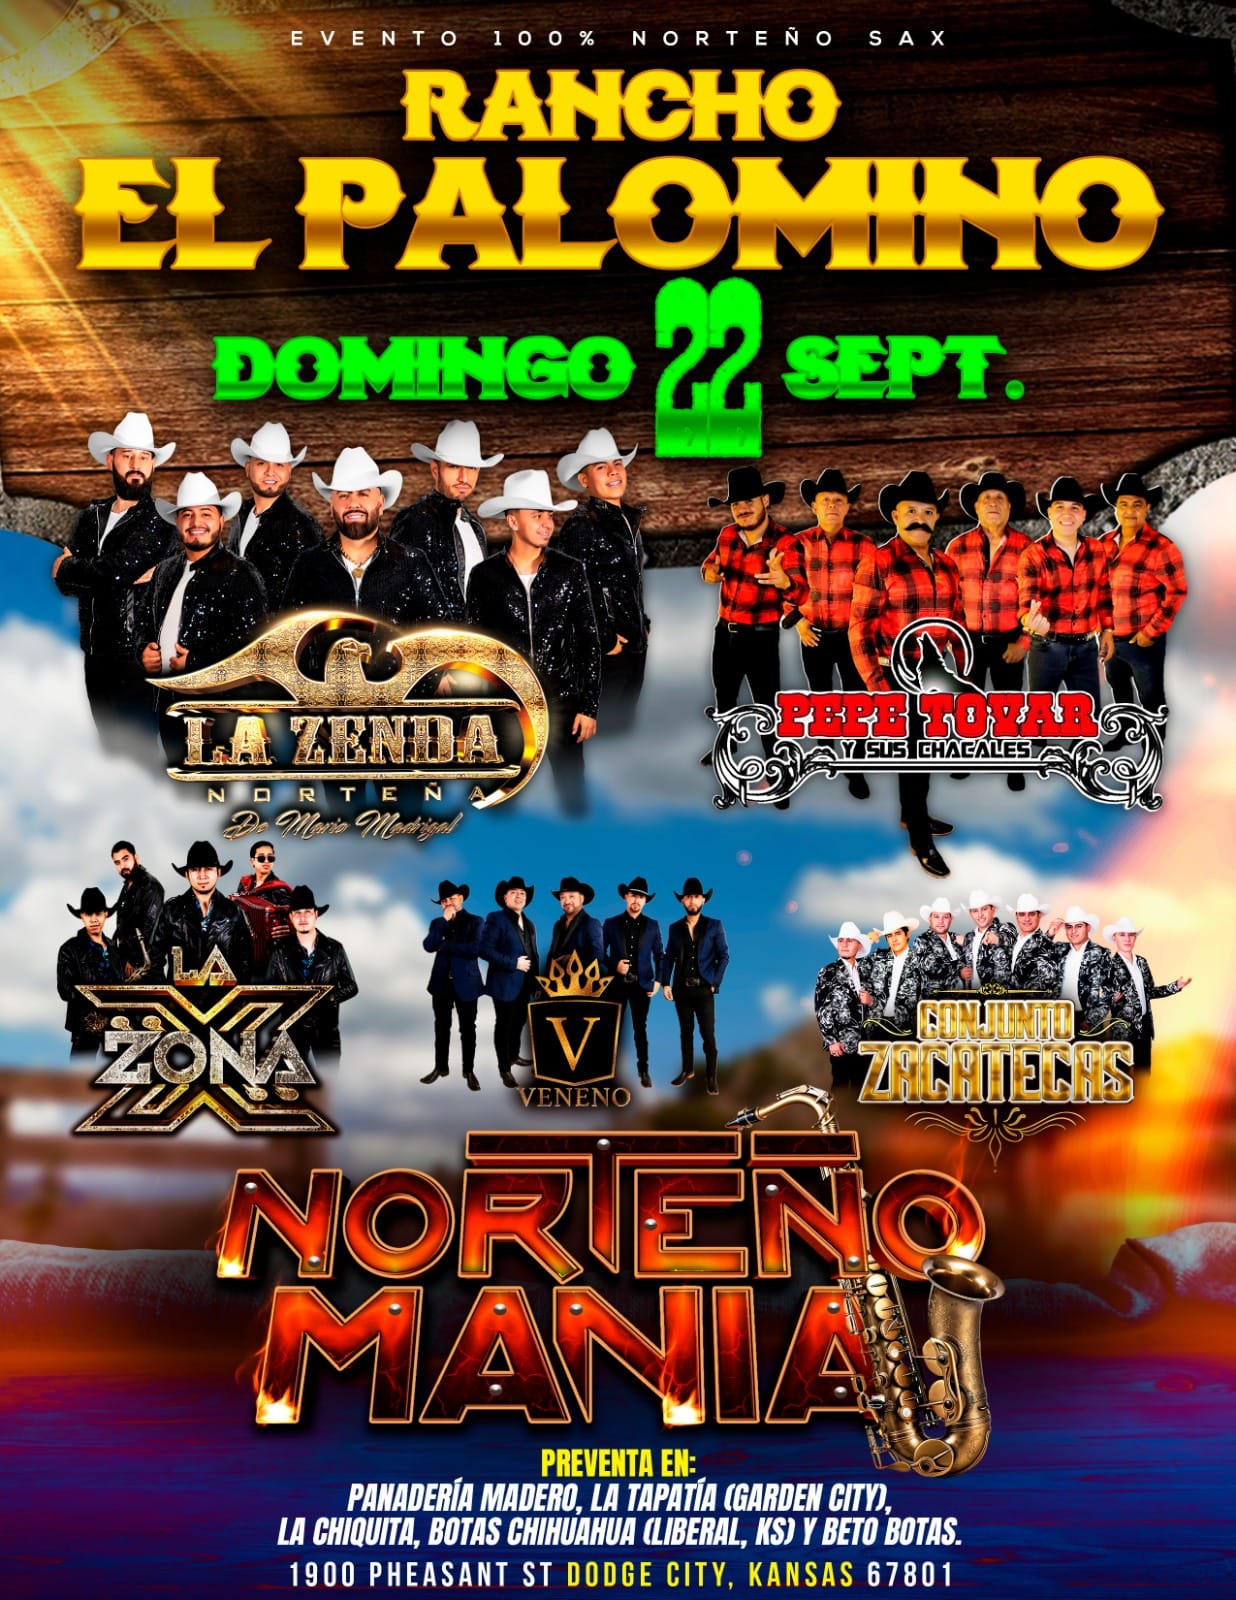 EVENTO 100% NORTEÑO SAX
RANCHO
EL PALOMINO
DOMINGO 22 SEPT.
LA ZENDA
NORTEÑA
De Mario Madrigal
PEPE TOVAR
Y SUS CHACALES
LA
ZONA
X
V
VENENO
CONJUNTO
ZACATECAS
NORTEÑO
MANIA
PREVENTA EN:
PANADERÍA MADERO, LA TAPATÍA (GARDEN CITY),
LA CHIQUITA, BOTAS CHIHUAHUA (LIBERAL, KS) Y BETO BOTAS.
1900 PHEASANT ST DODGE CITY, KANSAS 67801